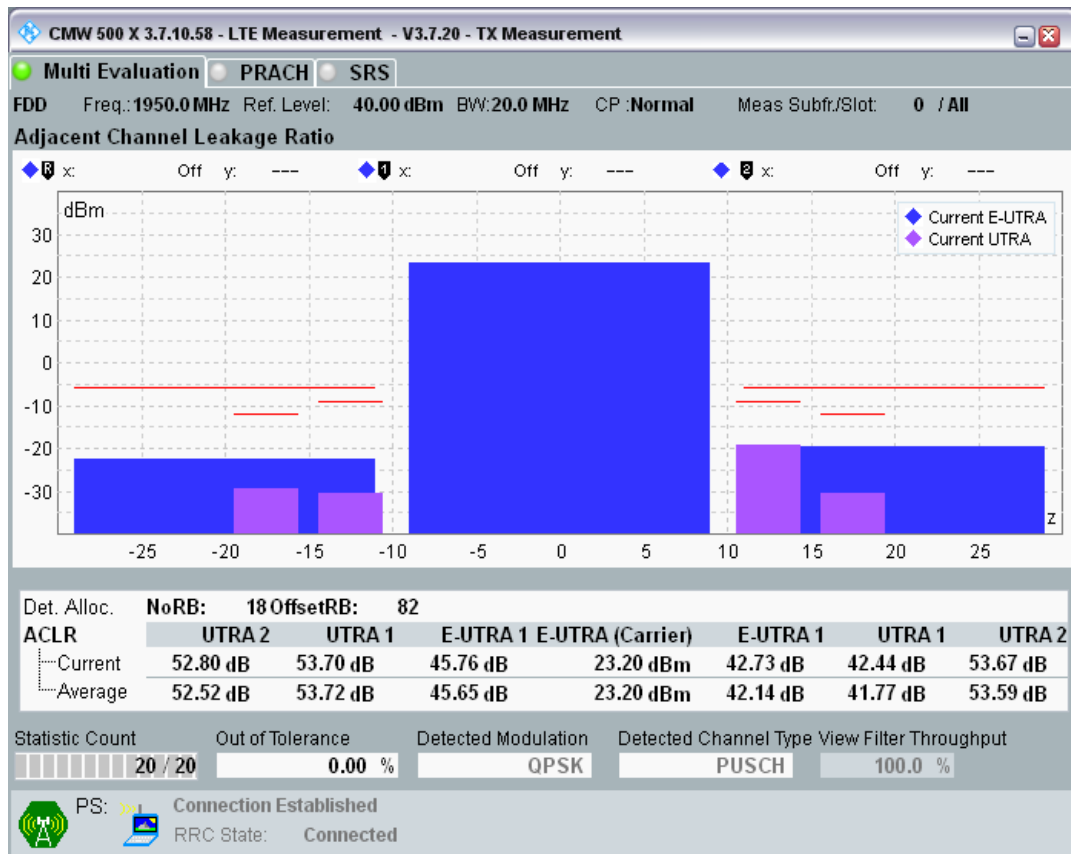 CMW 500 X 3.7.10.58 - LTE Measurement - V3.7.20 - TX Measurement
Multi Evaluation PRACH SRS
FDD Freq.: 1950.0 MHz Ref. Level: 40.00 dBm BW: 20.0 MHz CP : Normal Meas Subfr./Slot: 0 / All
Adjacent Channel Leakage Ratio
R x: Off y: --- 1 x: Off y: --- 2 x: Off y: ---
dBm
Current E-UTRA
Current UTRA
30
20
10
0
-10
-20
-30
z
-25 -20 -15 -10 -5 0 5 10 15 20 25
Det. Alloc. NoRB: 18 OffsetRB: 82
ACLR UTRA 2 UTRA 1 E-UTRA 1 E-UTRA (Carrier) E-UTRA 1 UTRA 1 UTRA 2
Current 52.80 dB 53.70 dB 45.76 dB 23.20 dBm 42.73 dB 42.44 dB 53.67 dB
Average 52.52 dB 53.72 dB 45.65 dB 23.20 dBm 42.14 dB 41.77 dB 53.59 dB
Statistic Count Out of Tolerance Detected Modulation Detected Channel Type View Filter Throughput
20 / 20 0.00 % QPSK PUSCH 100.0 %
PS: Connection Established
RRC State: Connected